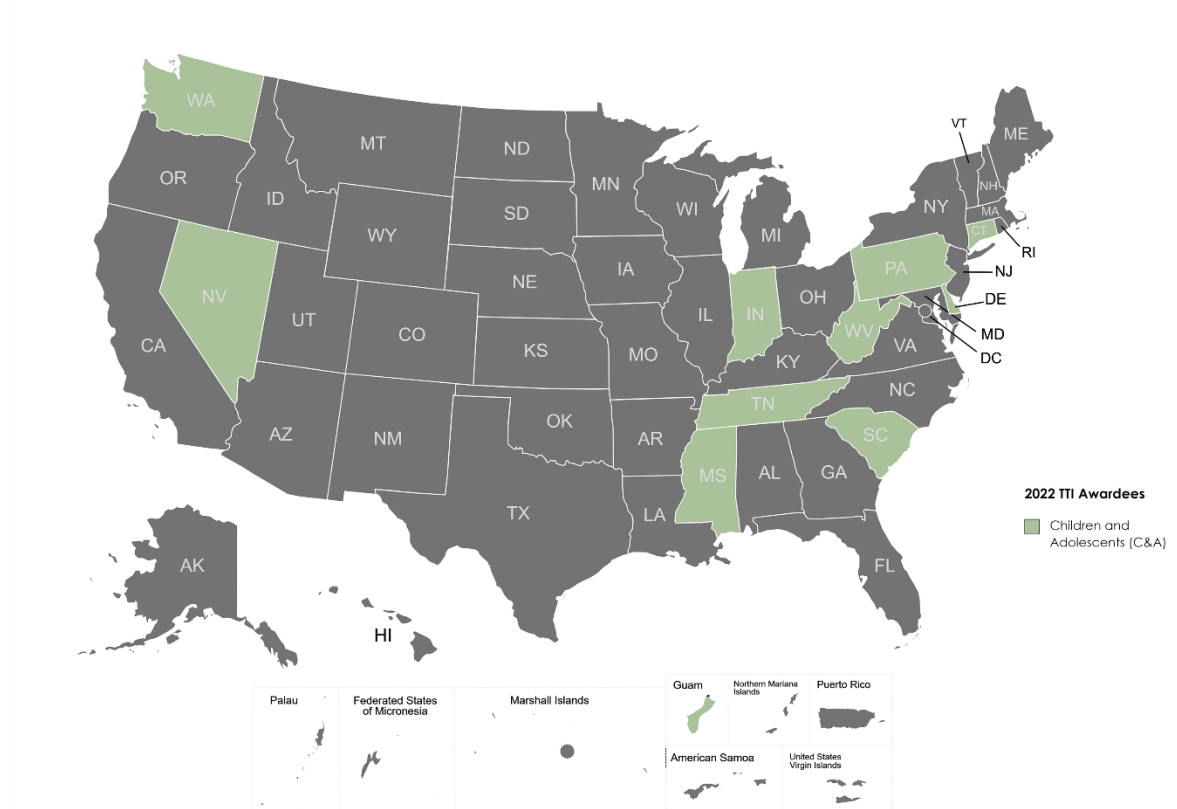 WA
MT
ND
MN
VT
ME
OR
ID
SD
WI
NH
NY
MA
WY
MI
CT
RI
NV
NE
IA
PA
NJ
UT
CO
IL
IN
OH
DE
CA
KS
MO
WV
MD
VA
DC
KY
AZ
NM
OK
AR
TN
NC
SC
MS
AL
GA
TX
LA
FL
2022 TTI Awardees
Children and
Adolescents (C&A)
AK
HI
Palau
Federated States
of Micronesia
Marshall Islands
Guam
Northern Mariana
Islands
Puerto Rico
American Samoa
United States
Virgin Islands